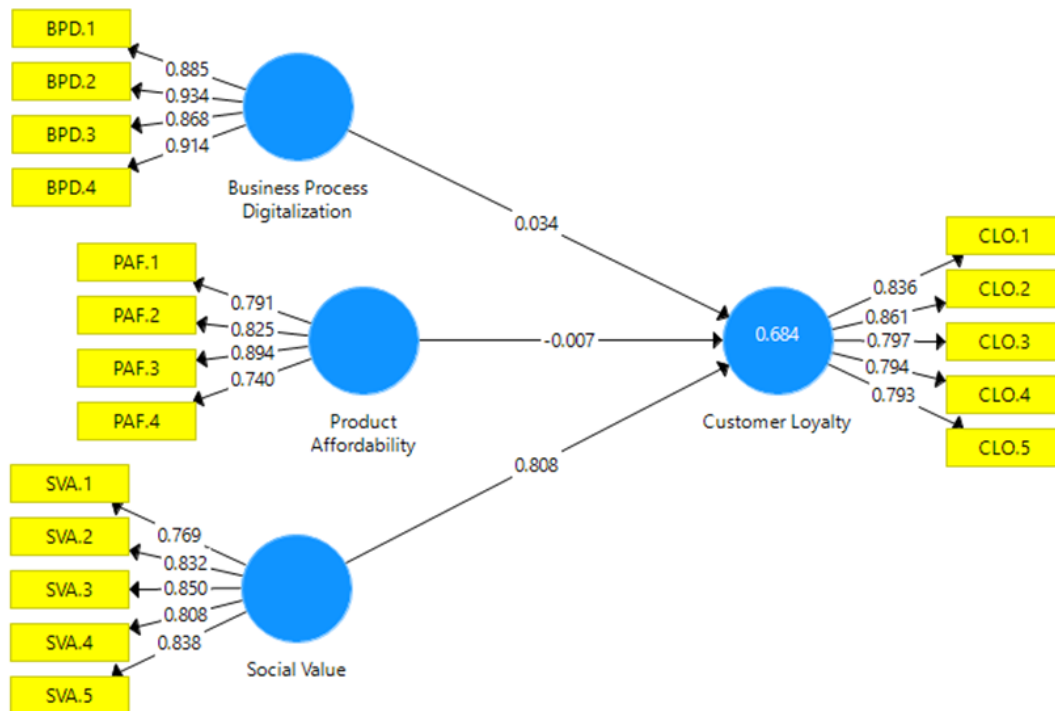 BPD.1
0.885
BPD.2
0.934
BPD.3
0.868
BPD.4
0.914
Business Process
Digitalization
0.034
PAF.1
0.791
PAF.2
0.825
PAF.3
0.894
PAF.4
0.740
Product
Affordability
-0.007
SVA.1
0.769
SVA.2
0.832
SVA.3
0.850
SVA.4
0.808
SVA.5
0.838
Social Value
0.808
0.684
Customer Loyalty
CLO.1
0.836
CLO.2
0.861
CLO.3
0.797
CLO.4
0.794
CLO.5
0.793